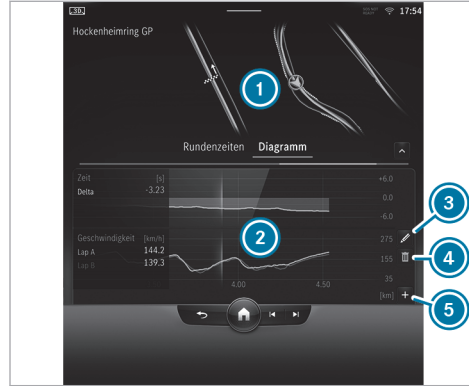 3D
17:54
Hockenheimring GP
1
Rundenzeiten Diagramm
Zeit [s]
Delta -3.23
+6.0
0.0
-6.0
3
Geschwindigkeit [km/h]
Lap A 144.2
Lap B 139.3
2
275
155
35
4
4.00 4.50 [km]
5